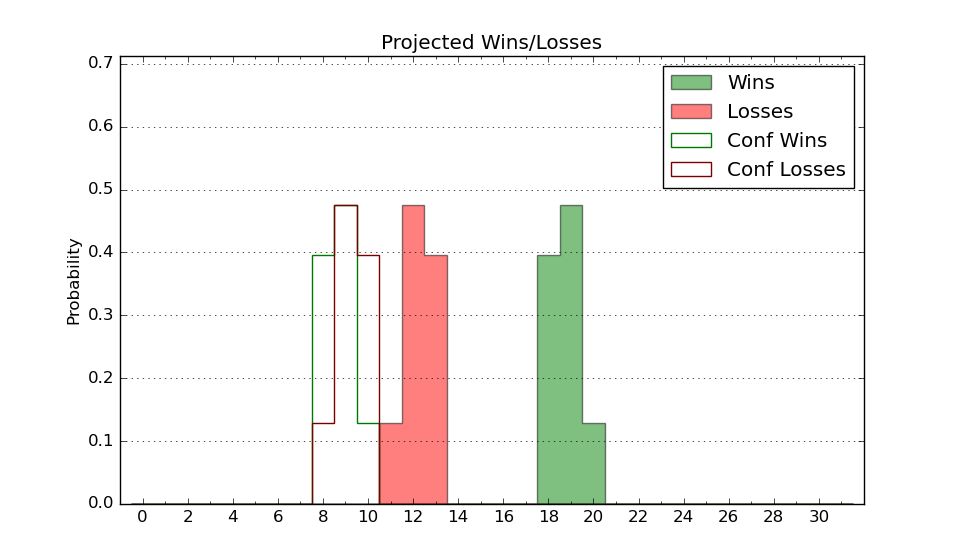 Projected Wins/Losses
0.7
0.6
0.5
0.4
0.3
0.2
0.1
0.0
Probability
Wins
Losses
Conf Wins
Conf Losses
0 2 4 6 8 10 12 14 16 18 20 22 24 26 28 30